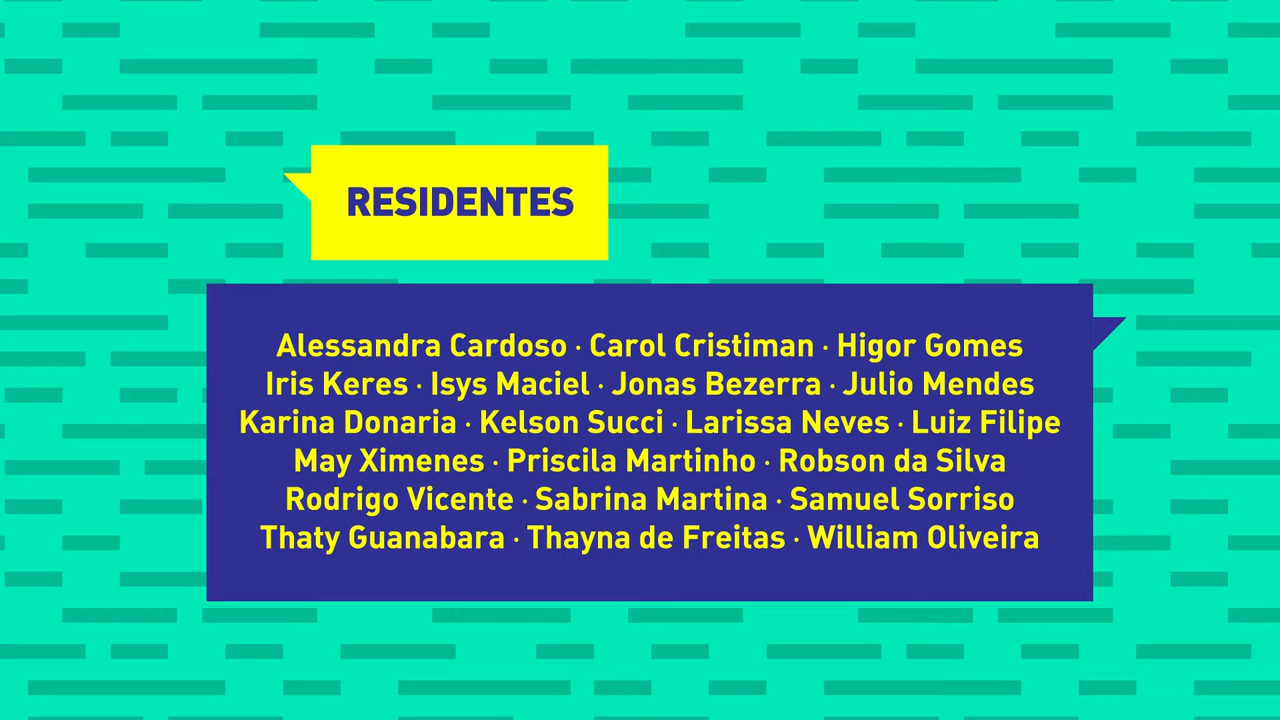 RESIDENTES
Alessandra Cardoso · Carol Cristiman · Higor Gomes
Iris Keres · Isys Maciel · Jonas Bezerra · Julio Mendes
Karina Donaria · Kelson Succi · Larissa Neves · Luiz Filipe
May Ximenes · Priscila Martinho · Robson da Silva
Rodrigo Vicente · Sabrina Martina · Samuel Sorriso
Thaty Guanabara · Thayna de Freitas · William Oliveira